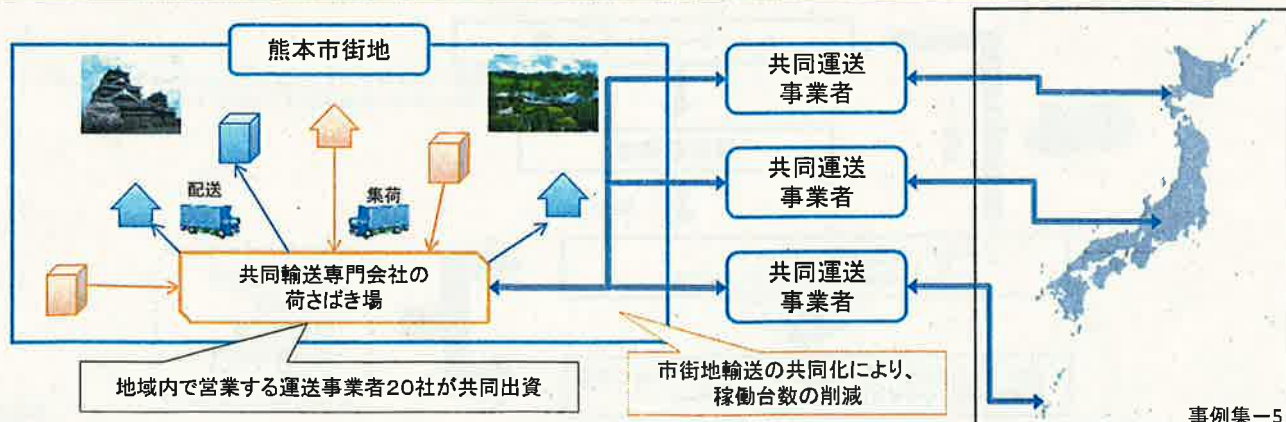 熊本市街地
共同運送
事業者
共同運送
事業者
共同運送
事業者
配送
集荷
共同輸送専門会社の
荷さばき場
地域内で営業する運送事業者20社が共同出資
市街地輸送の共同化により、
稼働台数の削減
事例集ー5